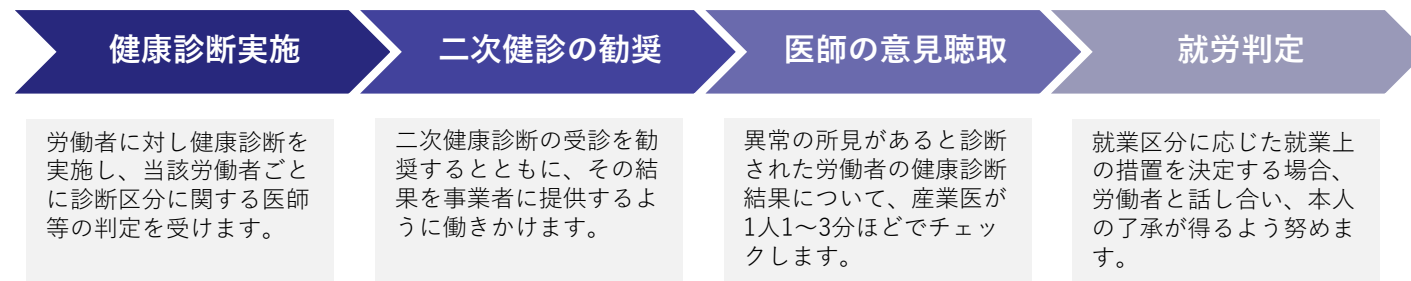 健康診断実施
二次健診の勧奨
医師の意見聴取
就労判定
労働者に対し健康診断を
実施し、当該労働者ごと
に診断区分に関する医師
等の判定を受けます。
二次健康診断の受診を勧
奨するとともに、その結
果を事業者に提供するよ
うに働きかけます。
異常の所見があると診断
された労働者の健康診断
結果について、産業医が
1人1〜3分ほどでチェッ
クします。
就業区分に応じた就業上
の措置を決定する場合、
労働者と話し合い、本人
の了承が得るよう努めま
す。